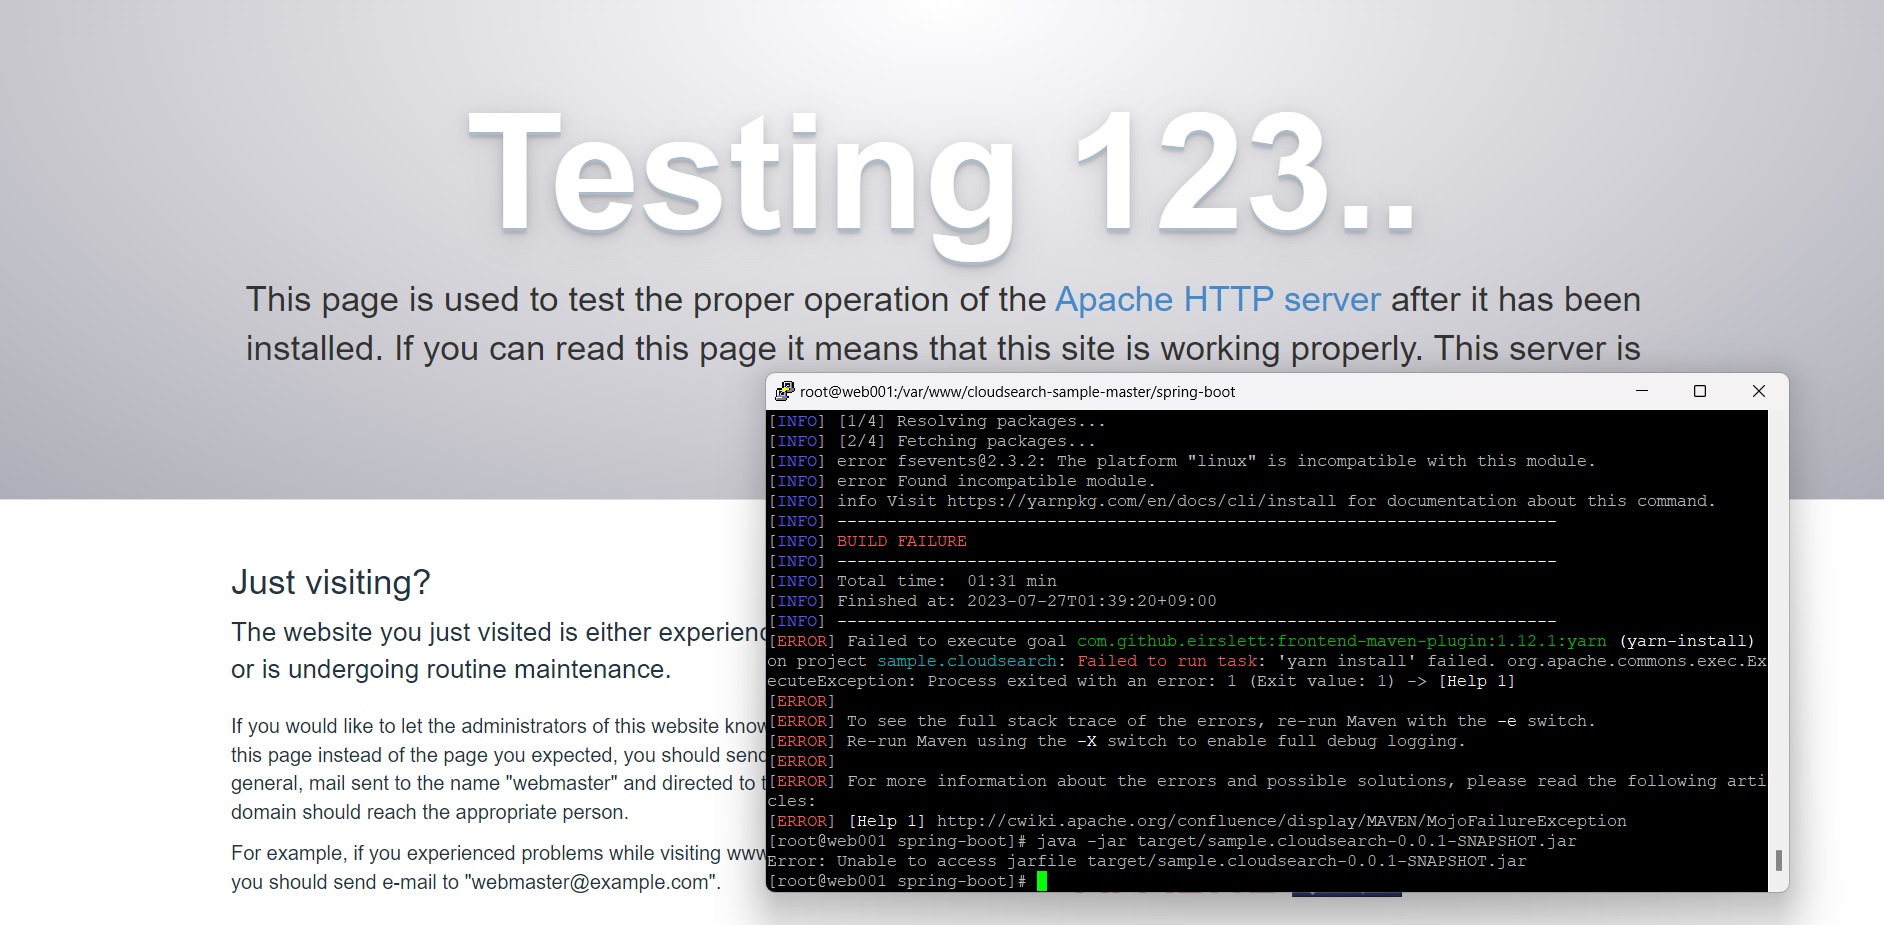 Testing 123..
This page is used to test the proper operation of the Apache HTTP server after it has been
installed. If you can read this page it means that this site is working properly. This server is
Just visiting?
The website you just visited is either experienc
or is undergoing routine maintenance.
If you would like to let the administrators of this website know
this page instead of the page you expected, you should send
general, mail sent to the name "webmaster" and directed to t
domain should reach the appropriate person.
For example, if you experienced problems while visiting www
you should send e-mail to "webmaster@example.com".
root@web001:/var/www/cloudsearch-sample-master/spring-boot
[INFO] [1/4] Resolving packages...
[INFO] [2/4] Fetching packages...
[INFO] error fsevents@2.3.2: The platform "linux" is incompatible with this module.
[INFO] error Found incompatible module.
[INFO] info Visit https://yarnpkg.com/en/docs/cli/install for documentation about this command.
[INFO] ------------------------------------------------------------------------
[INFO] BUILD FAILURE
[INFO] ------------------------------------------------------------------------
[INFO] Total time:  01:31 min
[INFO] Finished at: 2023-07-27T01:39:20+09:00
[INFO] ------------------------------------------------------------------------
[ERROR] Failed to execute goal com.github.eirslett:frontend-maven-plugin:1.12.1:yarn (yarn-install)
on project sample.cloudsearch: Failed to run task: 'yarn install' failed. org.apache.commons.exec.Ex
ecuteException: Process exited with an error: 1 (Exit value: 1) -> [Help 1]
[ERROR]
[ERROR] To see the full stack trace of the errors, re-run Maven with the -e switch.
[ERROR] Re-run Maven using the -X switch to enable full debug logging.
[ERROR]
[ERROR] For more information about the errors and possible solutions, please read the following arti
cles:
[ERROR] [Help 1] http://cwiki.apache.org/confluence/display/MAVEN/MojoFailureException
[root@web001 spring-boot]# java -jar target/sample.cloudsearch-0.0.1-SNAPSHOT.jar
Error: Unable to access jarfile target/sample.cloudsearch-0.0.1-SNAPSHOT.jar
[root@web001 spring-boot]#